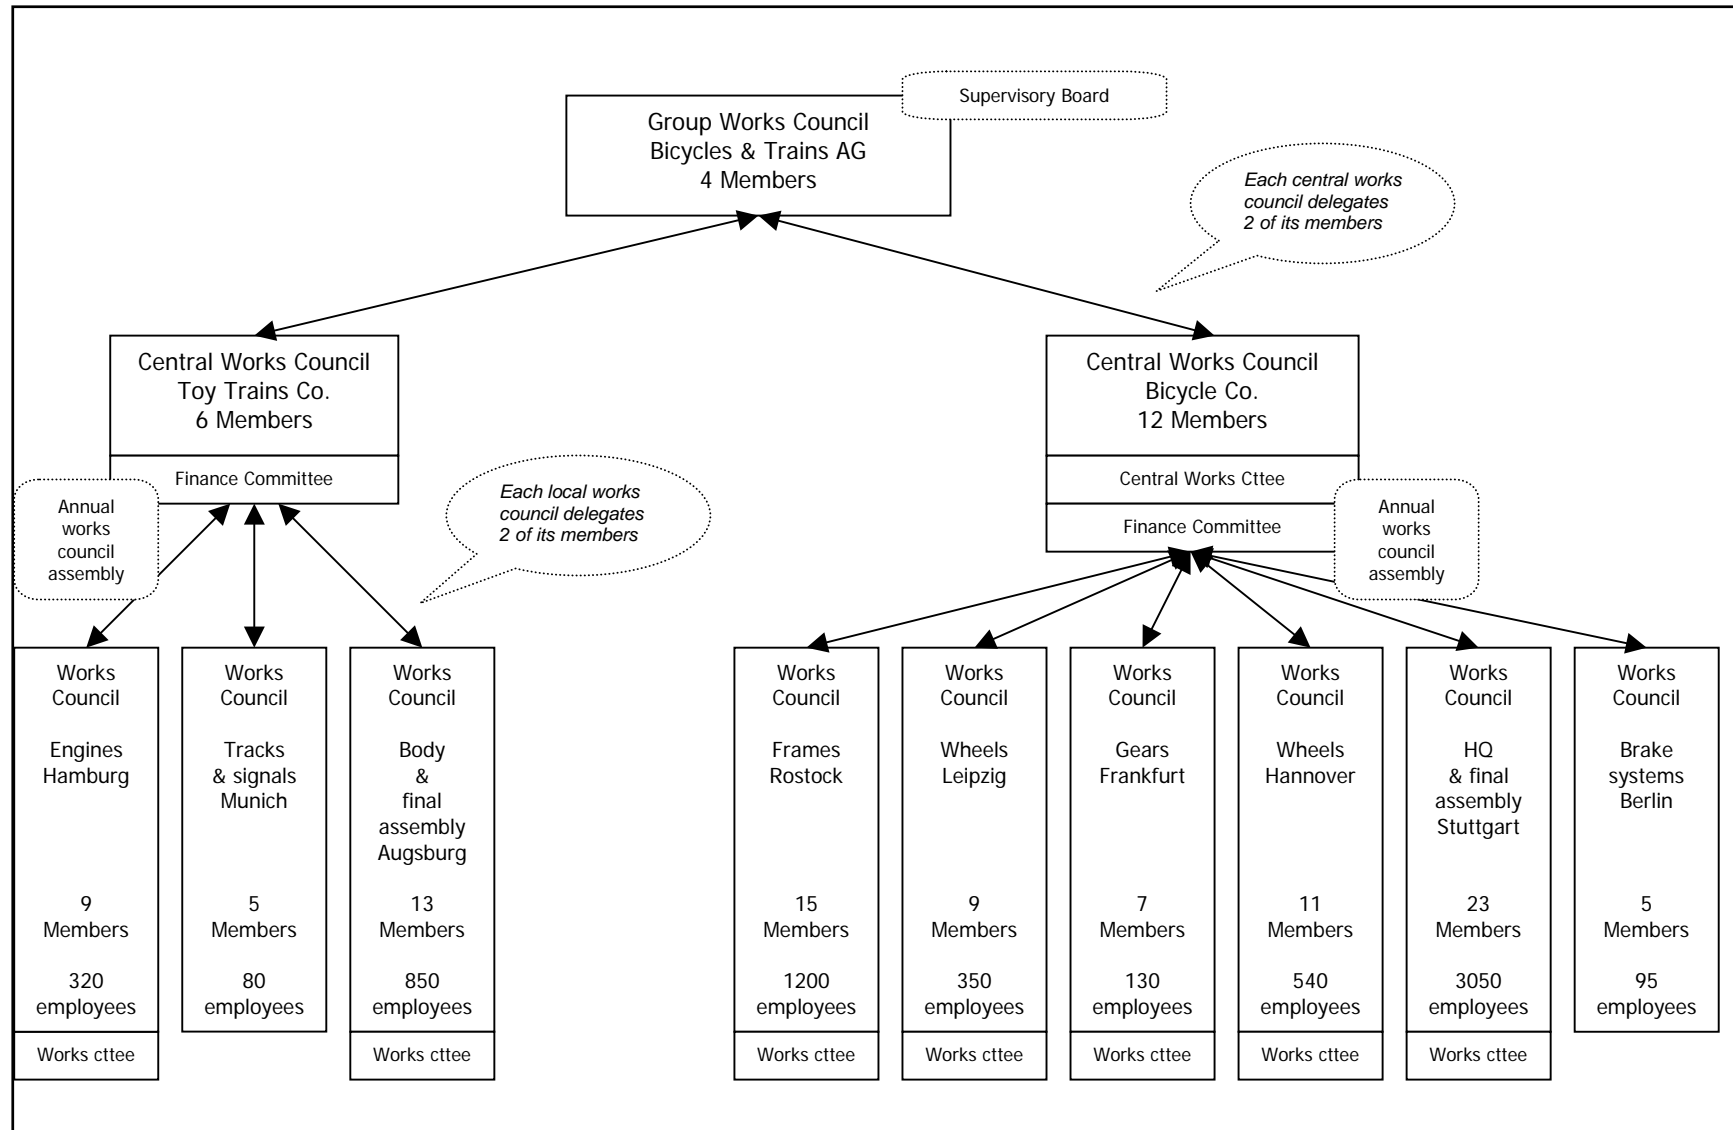 Supervisory Board
Group Works Council
Bicycles & Trains AG
4 Members
Each central works
council delegates
2 of its members
Central Works Council
Toy Trains Co.
6 Members
Finance Committee
Annual
works
council
assembly
Each local works
council delegates
2 of its members
Central Works Council
Bicycle Co.
12 Members
Central Works Cttee
Finance Committee
Annual
works
council
assembly
Works
Council
Engines
Hamburg
9
Members
320
employees
Works cttee
Works
Council
Tracks
& signals
Munich
5
Members
80
employees
Works
Council
Body
&
final
assembly
Augsburg
13
Members
850
employees
Works cttee
Works
Council
Frames
Rostock
15
Members
1200
employees
Works cttee
Works
Council
Wheels
Leipzig
9
Members
350
employees
Works cttee
Works
Council
Gears
Frankfurt
7
Members
130
employees
Works cttee
Works
Council
Wheels
Hannover
11
Members
540
employees
Works cttee
Works
Council
HQ
& final
assembly
Stuttgart
23
Members
3050
employees
Works cttee
Works
Council
Brake
systems
Berlin
5
Members
95
employees